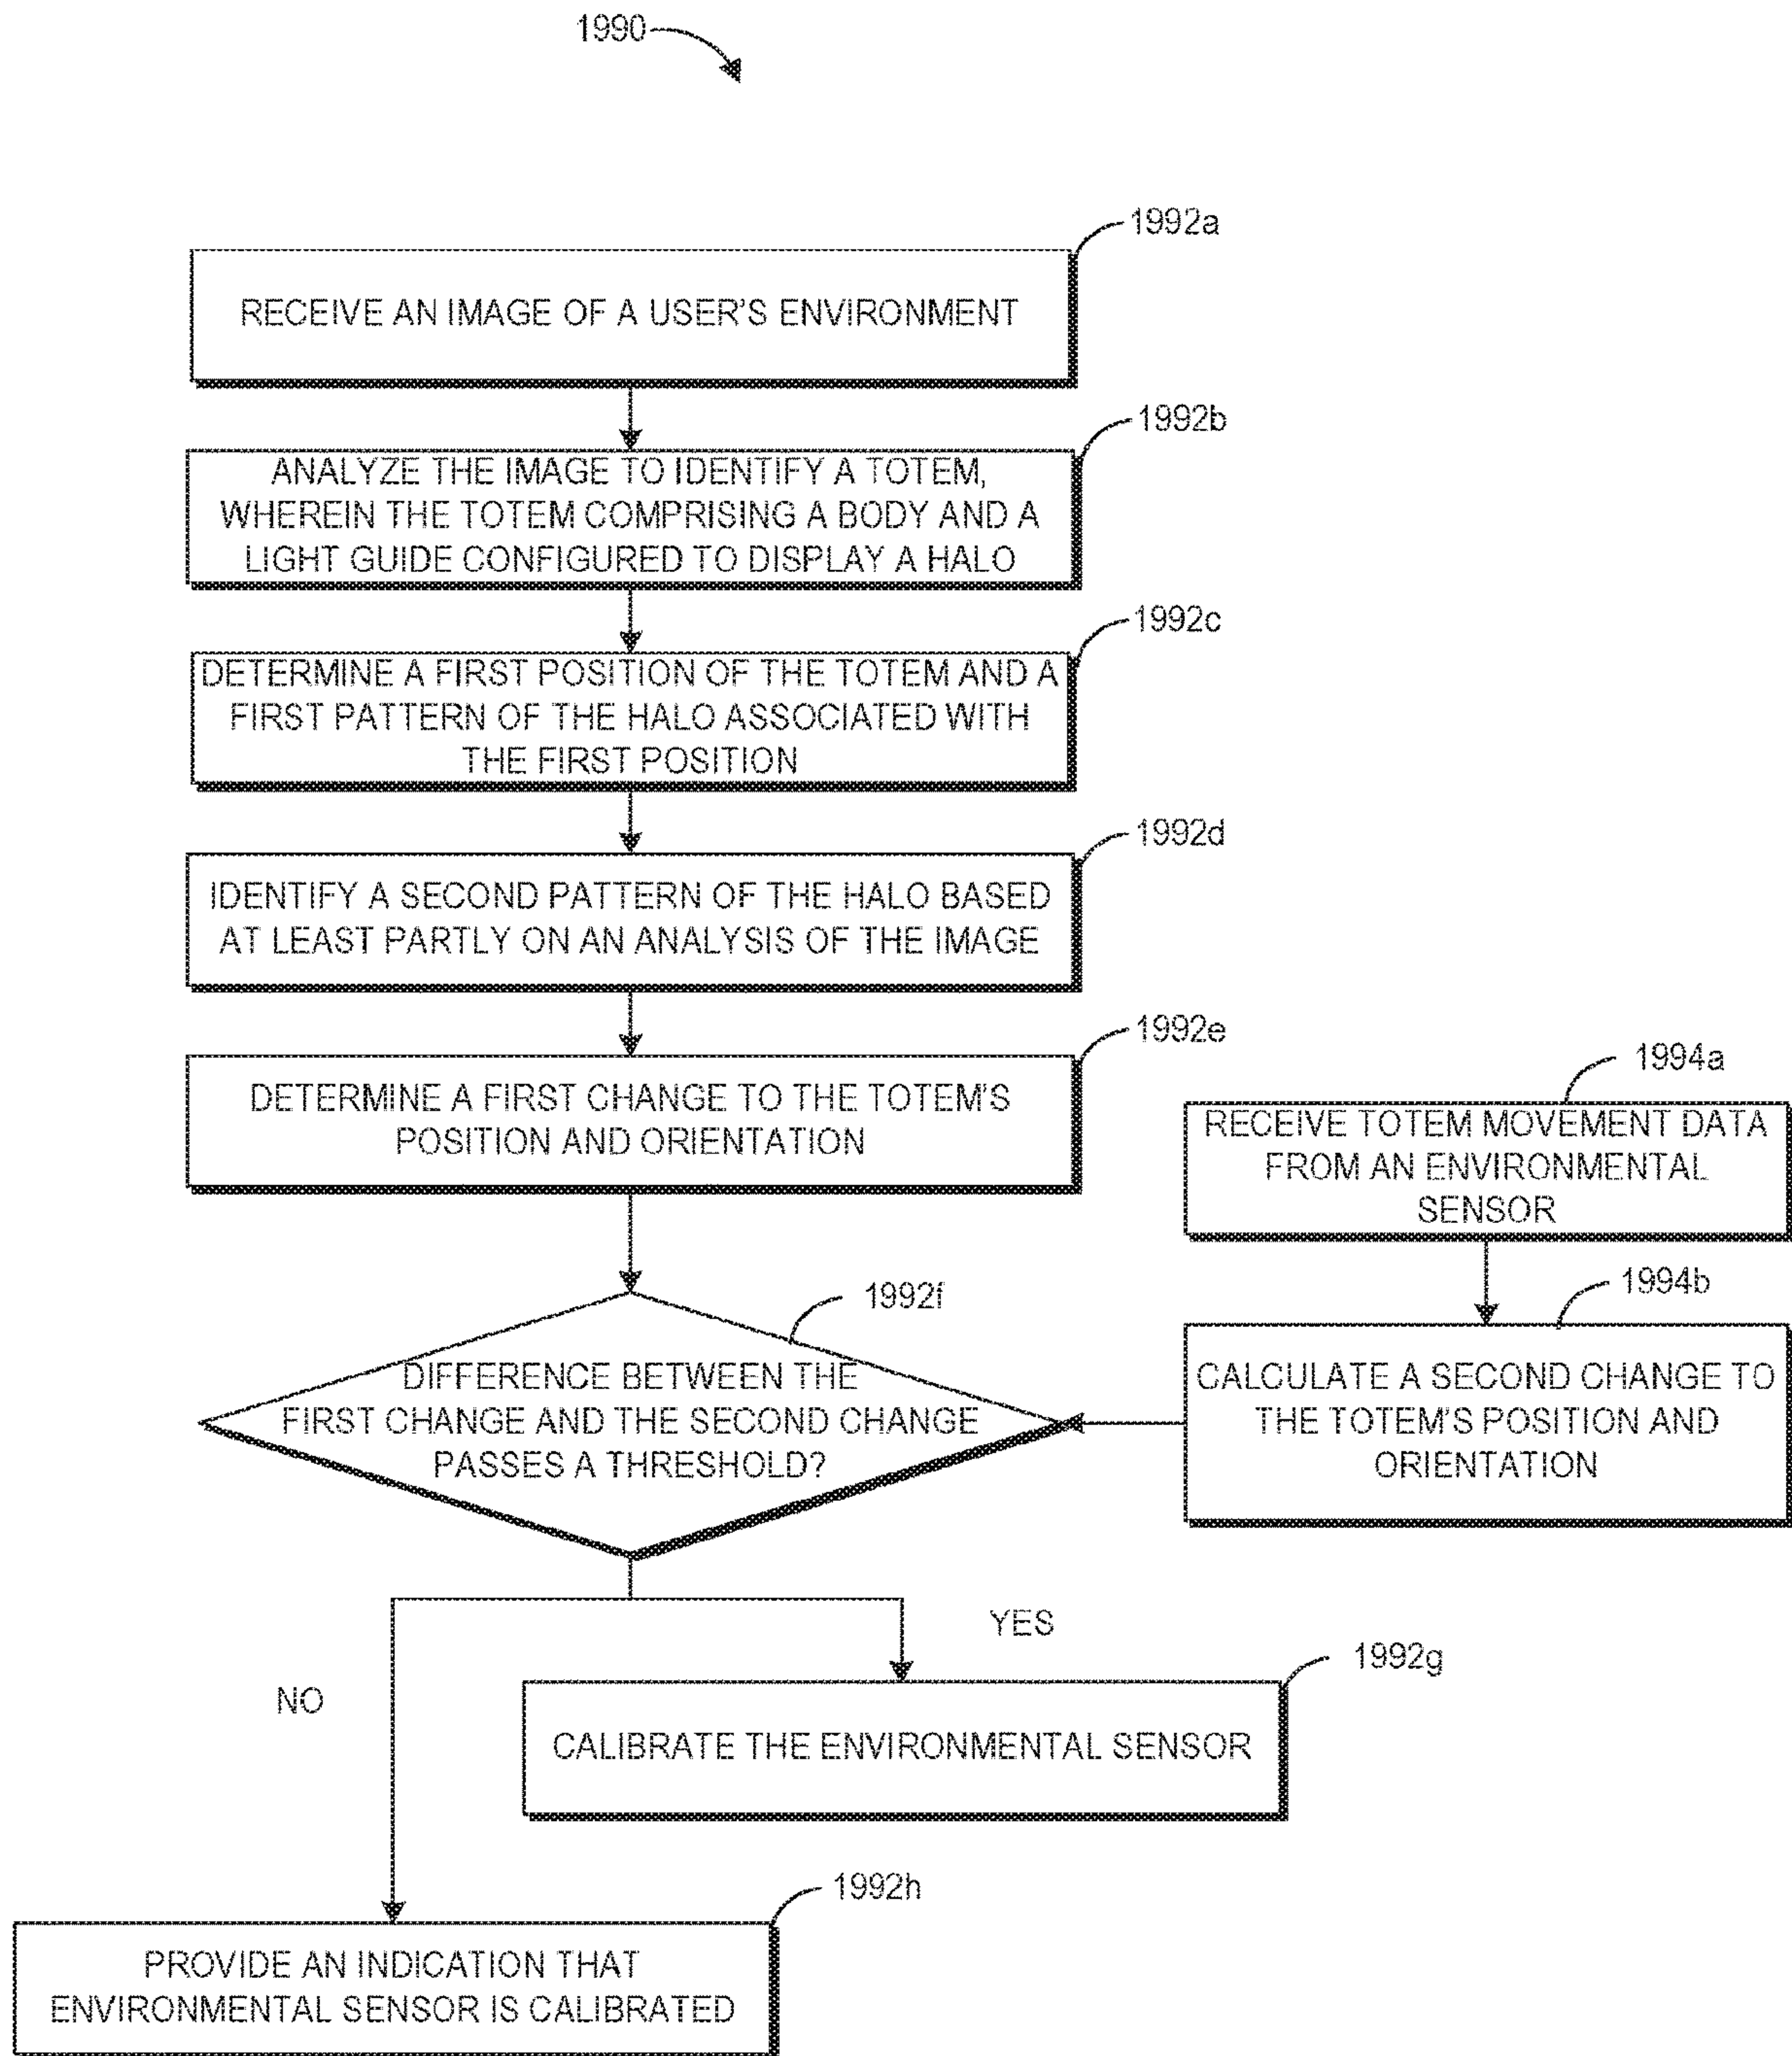 1990
1992a
RECEIVE AN IMAGE OF A USER'S ENVIRONMENT
1992b
ANALYZE THE IMAGE TO IDENTIFY A TOTEM,
WHEREIN THE TOTEM COMPRISING A BODY AND A
LIGHT GUIDE CONFIGURED TO DISPLAY A HALO
1992c
DETERMINE A FIRST POSITION OF THE TOTEM AND A
FIRST PATTERN OF THE HALO ASSOCIATED WITH
THE FIRST POSITION
1992d
IDENTIFY A SECOND PATTERN OF THE HALO BASED
AT LEAST PARTLY ON AN ANALYSIS OF THE IMAGE
1992e
DETERMINE A FIRST CHANGE TO THE TOTEM'S
POSITION AND ORIENTATION
1994a
RECEIVE TOTEM MOVEMENT DATA
FROM AN ENVIRONMENTAL
SENSOR
1994b
CALCULATE A SECOND CHANGE TO
THE TOTEM'S POSITION AND
ORIENTATION
1992f
DIFFERENCE BETWEEN THE
FIRST CHANGE AND THE SECOND CHANGE
PASSES A THRESHOLD?
YES
1992g
CALIBRATE THE ENVIRONMENTAL SENSOR
NO
1992h
PROVIDE AN INDICATION THAT
ENVIRONMENTAL SENSOR IS CALIBRATED